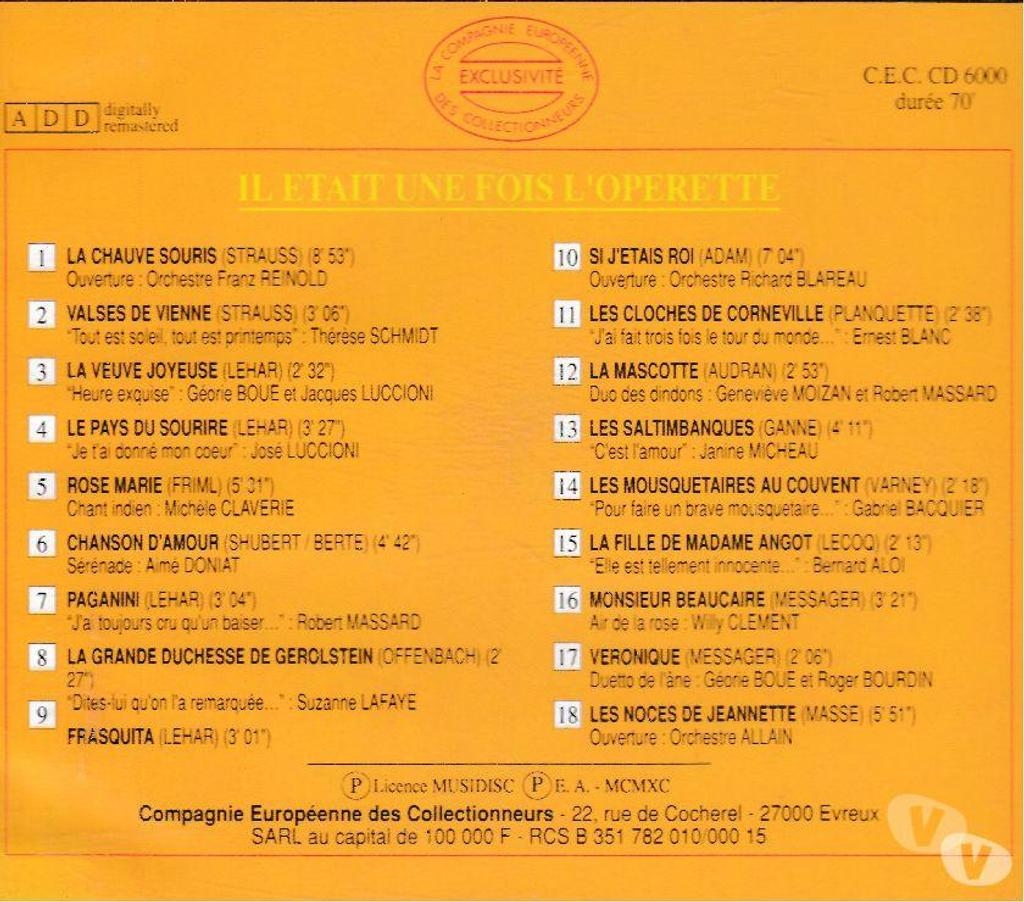 LA COMPAGNIE EUROPEENNE
EXCLUSIVITÉ
DES COLLECTIONNEURS
C.E.C. CD 6000
durée 70'
A D D digitally
remastered
IL ETAIT UNE FOIS L'OPERETTE
1 LA CHAUVE SOURIS (STRAUSS) (8' 53")
Ouverture : Orchestre Franz REINOLD
2 VALSES DE VIENNE (STRAUSS) (3' 06")
"Tout est soleil, tout est printemps" : Thérèse SCHMIDT
3 LA VEUVE JOYEUSE (LEHAR) (2' 32")
"Heure exquise" : Géorie BOUE et Jacques LUCCIONI
4 LE PAYS DU SOURIRE (LEHAR) (3' 27")
"Je t'ai donné mon coeur" : José LUCCIONI
5 ROSE MARIE (FRIML) (5' 31")
Chant indien : Michèle CLAVERIE
6 CHANSON D'AMOUR (SHUBERT / BERTE) (4' 42")
Sérénade : Aimé DONIAT
7 PAGANINI (LEHAR) (3' 04")
"J'ai toujours cru qu'un baiser..." : Robert MASSARD
8 LA GRANDE DUCHESSE DE GEROLSTEIN (OFFENBACH) (2'
27")
"Dites-lui qu'on l'a remarquée..." : Suzanne LAFAYE
9
FRASQUITA (LEHAR) (3' 01")
10 SI J'ETAIS ROI (ADAM) (7' 04")
Ouverture : Orchestre Richard BLAREAU
11 LES CLOCHES DE CORNEVILLE (PLANQUETTE) (2' 38")
"J'ai fait trois fois le tour du monde..." : Ernest BLANC
12 LA MASCOTTE (AUDRAN) (2' 53")
Duo des dindons : Geneviève MOIZAN et Robert MASSARD
13 LES SALTIMBANQUES (GANNE) (4' 11")
"C'est l'amour" : Janine MICHEAU
14 LES MOUSQUETAIRES AU COUVENT (VARNEY) (2' 18")
"Pour faire un brave mousquetaire..." : Gabriel BACQUIER
15 LA FILLE DE MADAME ANGOT (LECOQ) (2' 13")
"Elle est tellement innocente..." : Bernard ALOI
16 MONSIEUR BEAUCAIRE (MESSAGER) (3' 21")
Air de la rose : Willy CLEMENT
17 VERONIQUE (MESSAGER) (2' 06")
Duetto de l'âne : Géorie BOUE et Roger BOURDIN
18 LES NOCES DE JEANNETTE (MASSE) (5' 51")
Ouverture : Orchestre ALLAIN
P Licence MUSIDISC P E. A. - MCMXC
Compagnie Européenne des Collectionneurs - 22, rue de Cocherel - 27000 Evreux
SARL au capital de 100 000 F - RCS B 351 782 010/000 15
V V